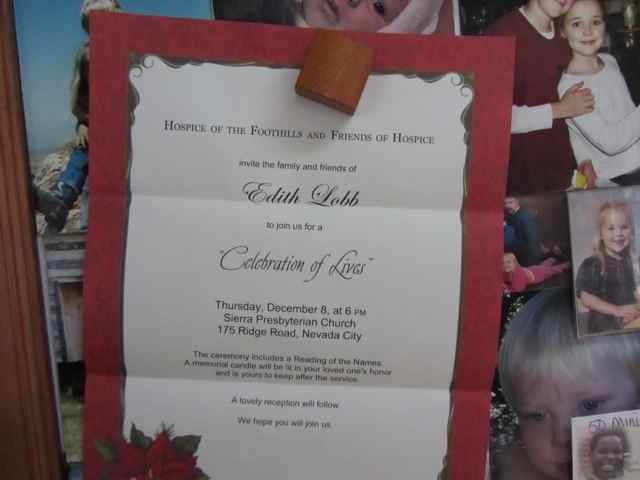 HOSPICE OF THE FOOTHILLS AND FRIENDS OF HOSPICE
invite the family and friends of
Edith Lobb
to join us for a
"Celebration of Lives"
Thursday, December 8, at 6 PM
Sierra Presbyterian Church
175 Ridge Road, Nevada City
The ceremony includes a Reading of the Names.
A memorial candle will be lit in your loved one's honor
and is yours to keep after the service.
A lovely reception will follow.
We hope you will join us.